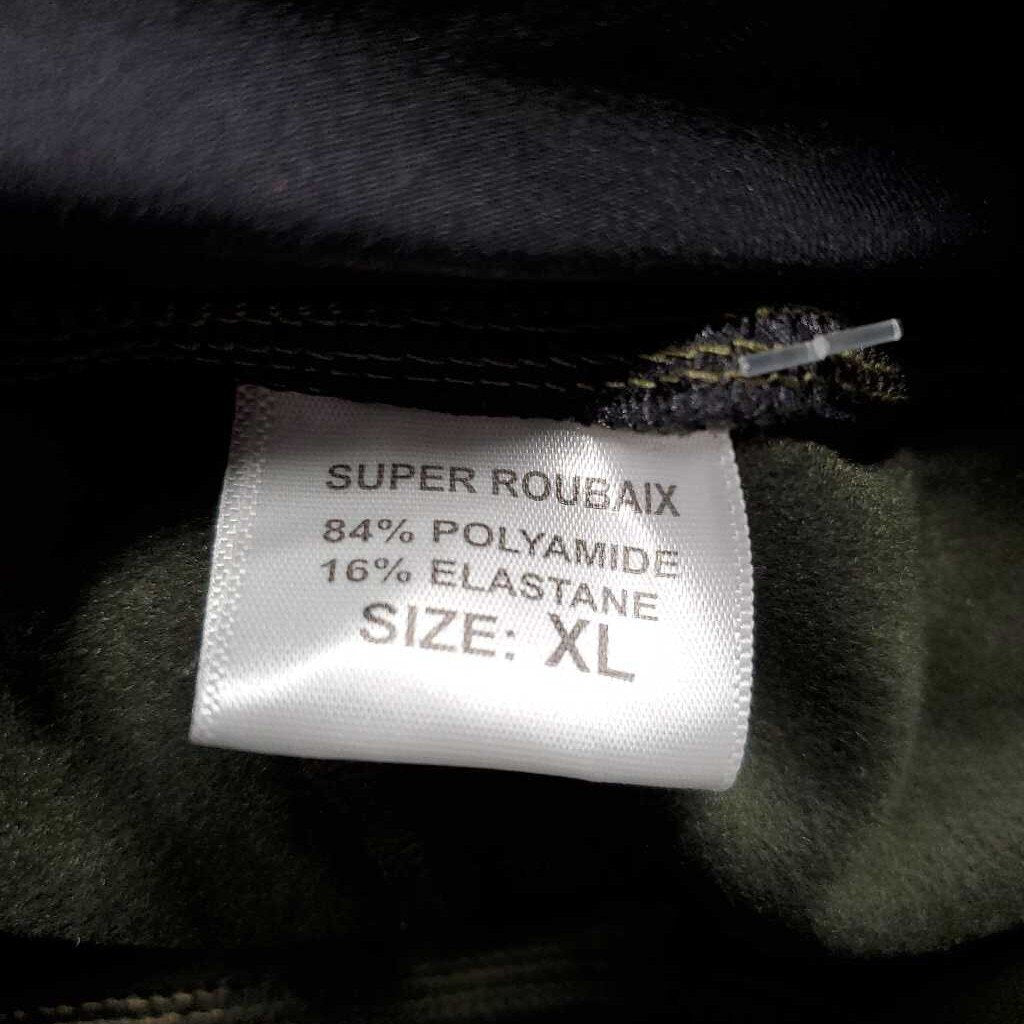 SUPER ROUBAIX
84% POLYAMIDE
16% ELASTANE
SIZE: XL